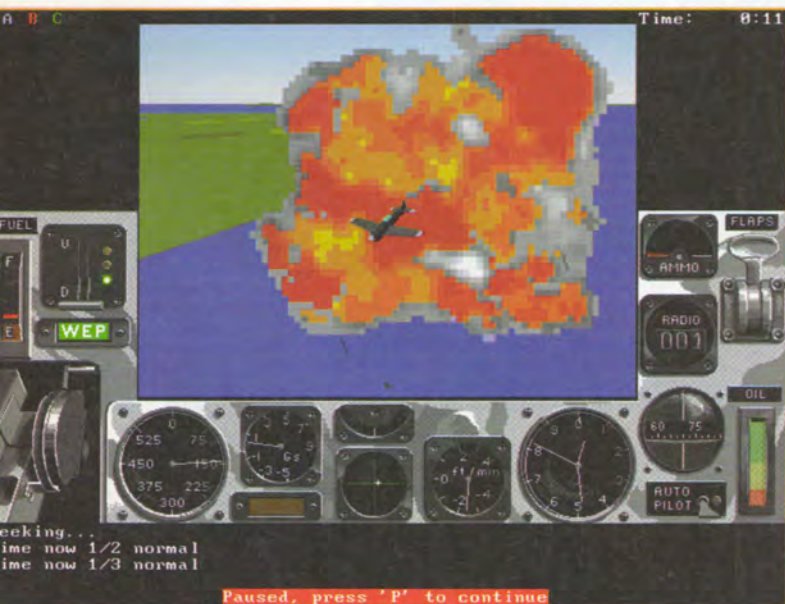 A B C
Time: 0:11
FUEL
F
E
U
D
WEP
AMMO
FLAPS
RADIO
001
OIL
60 75
AUTO
PILOT
0
525 75
450 150
375 225
300
Gs
ft/min
eeking...
ime now 1/2 normal
ime now 1/3 normal
Paused, press 'P' to continue